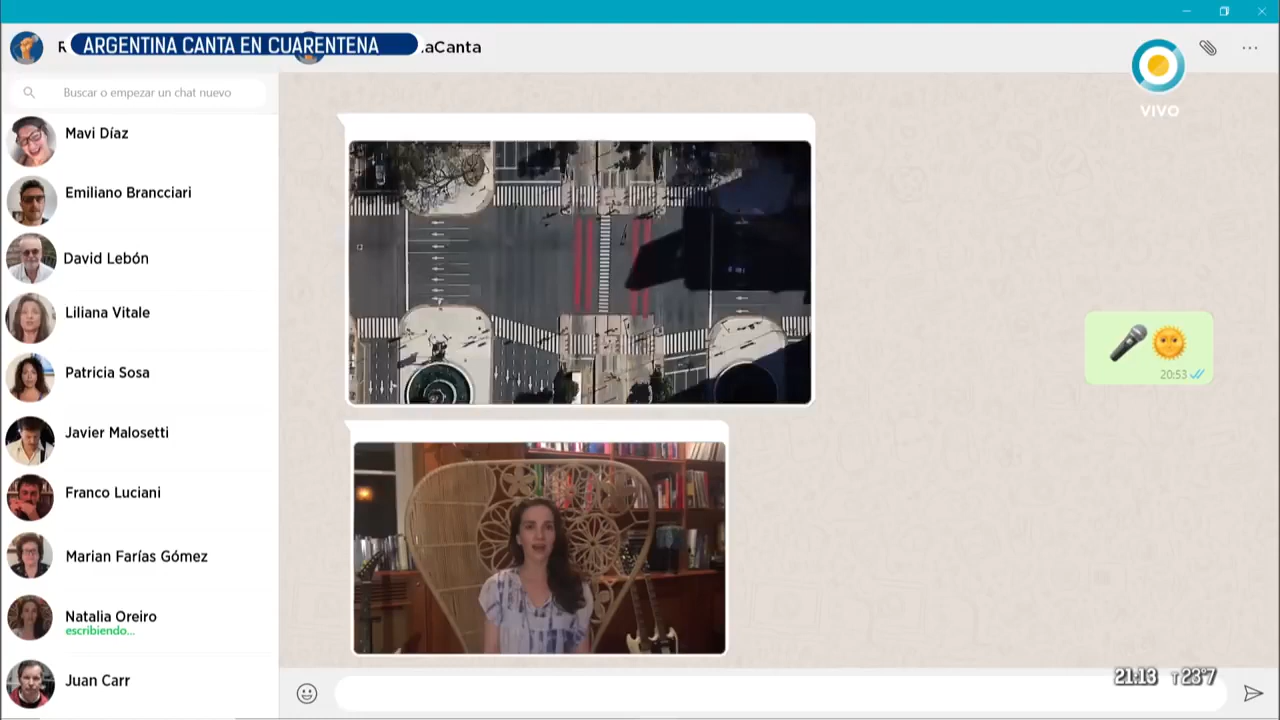 ARGENTINA CANTA EN CUARENTENA
aCanta
VIVO
Buscar o empezar un chat nuevo
Mavi Díaz
Emiliano Brancciari
David Lebón
Liliana Vitale
Patricia Sosa
Javier Malosetti
Franco Luciani
Marian Farías Gómez
Natalia Oreiro
escribiendo...
Juan Carr
20:53
21:13 T 23°7